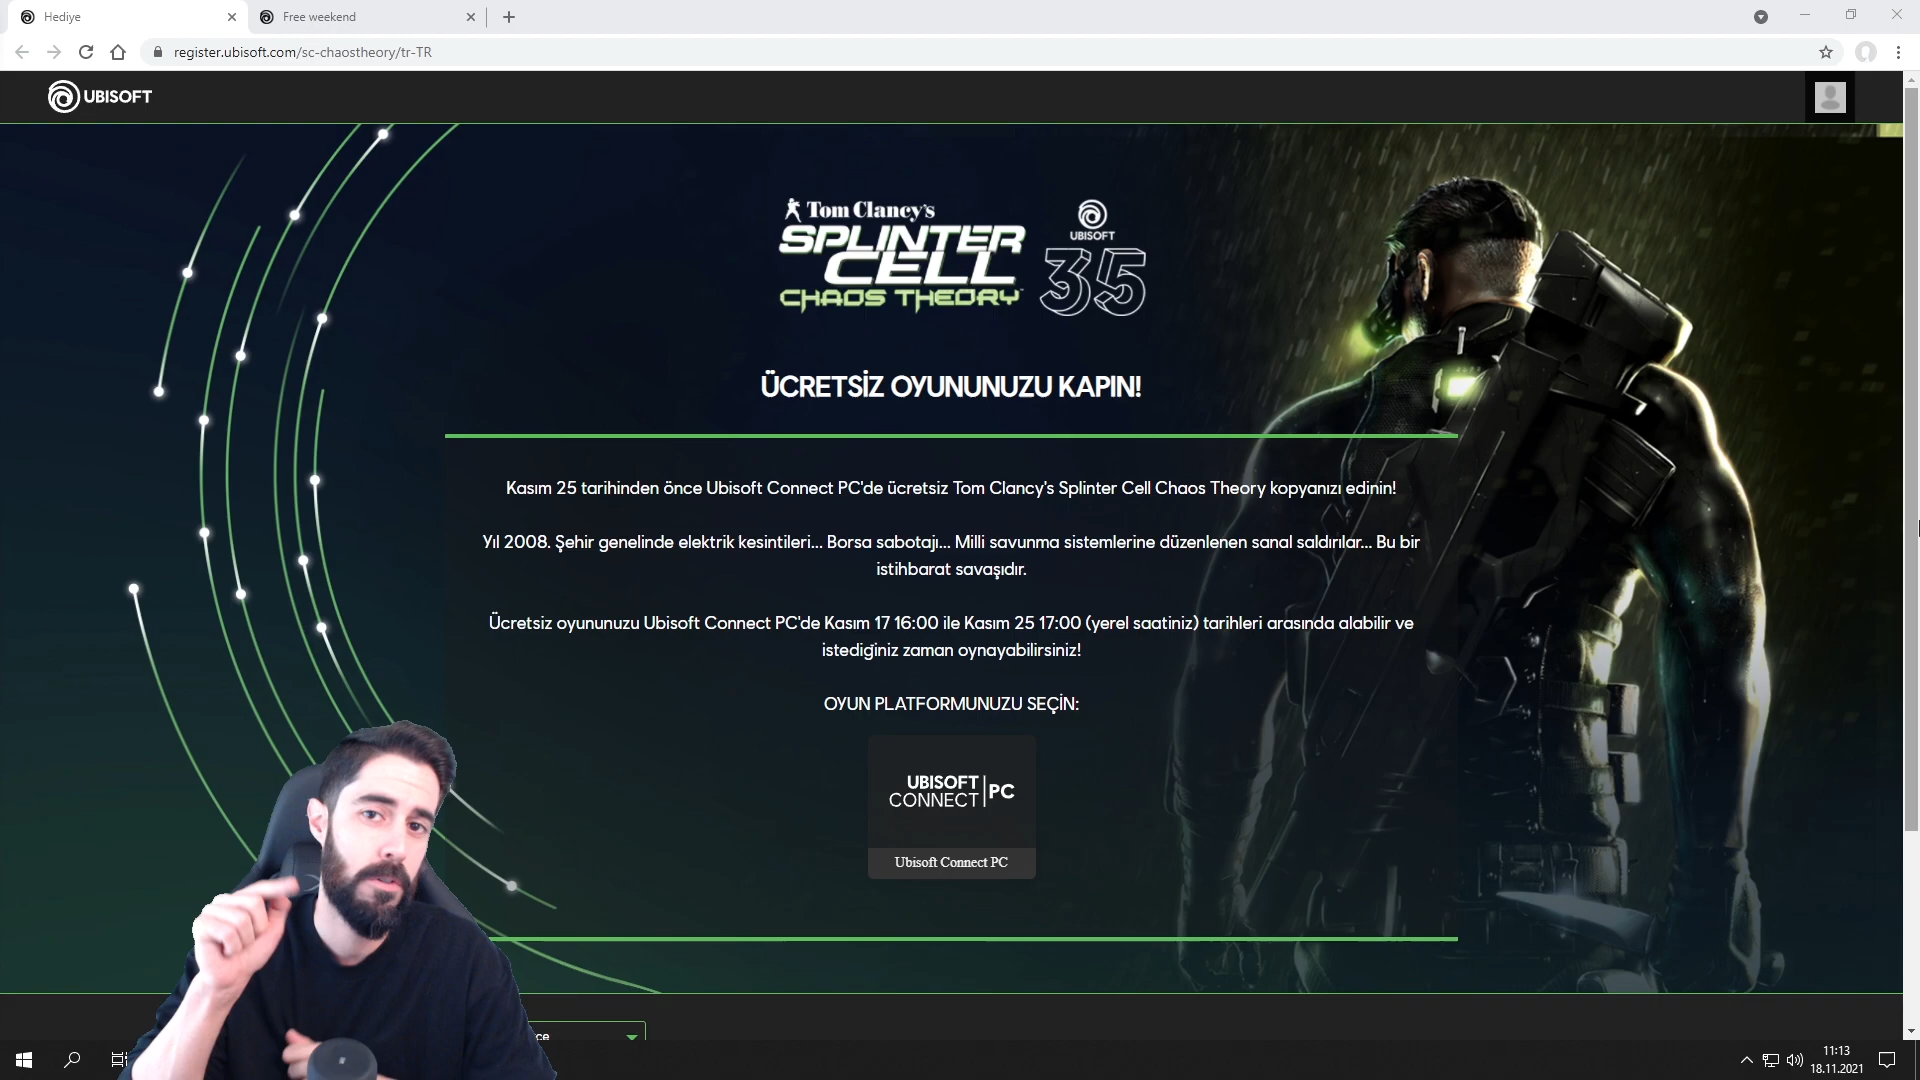 Hediye
Free weekend
register.ubisoft.com/sc-chaostheory/tr-TR
UBISOFT
Tom Clancy's
SPLINTER
CELL
CHAOS THEORY
UBISOFT
35
ÜCRETSİZ OYUNUNUZU KAPIN!
Kasım 25 tarihinden önce Ubisoft Connect PC'de ücretsiz Tom Clancy's Splinter Cell Chaos Theory kopyanızı edinin!
Yıl 2008. Şehir genelinde elektrik kesintileri... Borsa sabotajı... Milli savunma sistemlerine düzenlenen sanal saldırılar... Bu bir
istihbarat savaşıdır.
Ücretsiz oyununuzu Ubisoft Connect PC'de Kasım 17 16:00 ile Kasım 25 17:00 (yerel saatiniz) tarihleri arasında alabilir ve
istediğiniz zaman oynayabilirsiniz!
OYUN PLATFORMUNUZU SEÇİN:
UBISOFT
CONNECT PC
Ubisoft Connect PC
11:13
18.11.2021